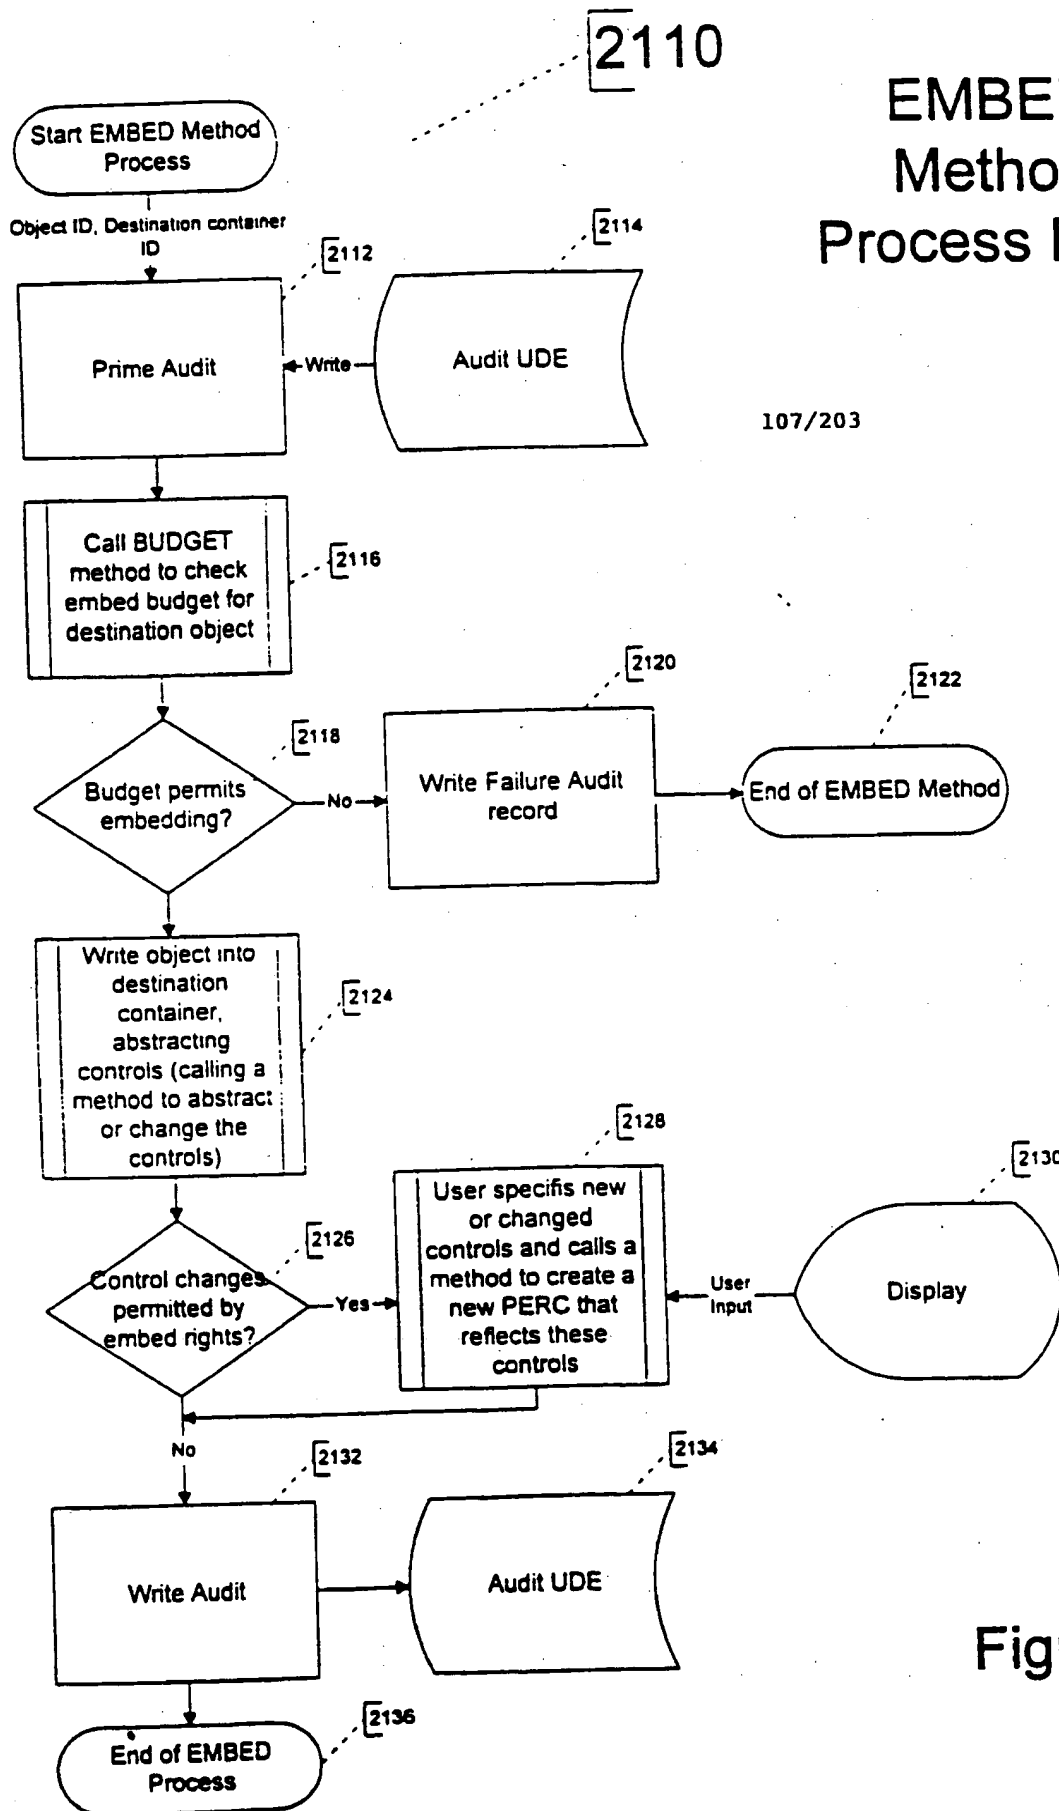 2110
EMBE
Metho
Process
Start EMBED Method
Process
Object ID, Destination container
ID
2112
2114
Prime Audit
Write
Audit UDE
107/203
Call BUDGET
method to check
embed budget for
destination object
2116
2118
2120
2122
Budget permits
embedding?
No
Write Failure Audit
record
End of EMBED Method
Write object into
destination
container,
abstracting
controls (calling a
method to abstract
or change the
controls)
2124
2126
2128
2130
Control changes
permitted by
embed rights?
Yes
User specifis new
or changed
controls and calls a
method to create a
new PERC that
reflects these
controls
User
Input
Display
No
2132
2134
Write Audit
Audit UDE
Fig
2136
End of EMBED
Process